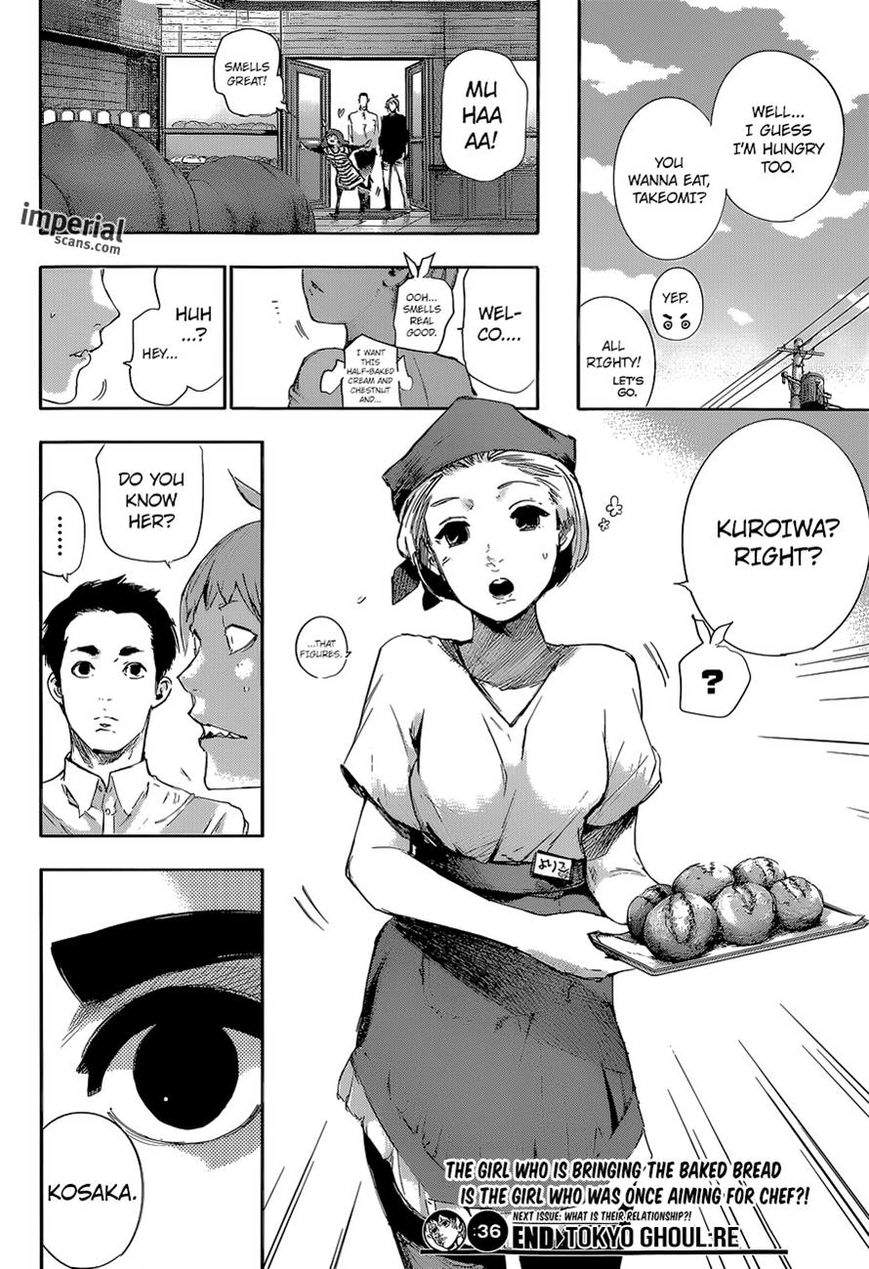 WELL...
I GUESS
I'M HUNGRY
TOO.
YOU
WANNA EAT,
TAKEOMI?
YEP.
ALL
RIGHTY!
LET'S
GO.
MU
HAA
AA!
SMELLS
GREAT!
imperial
scans.com
WEL-
CO....
OOH...
SMELLS
REAL
GOOD.
I WANT
THIS
HALF-BAKED
CREAM AND
CHESTNUT
AND...
HUH
...?
HEY...
KUROIWA?
RIGHT?
?
...THAT
FIGURES.
よりこ
DO YOU
KNOW
HER?
......
KOSAKA.
THE GIRL WHO IS BRINGING THE BAKED BREAD
IS THE GIRL WHO WAS ONCE AIMING FOR CHEF?!
NEXT ISSUE: WHAT IS THEIR RELATIONSHIP?!
:36
END TOKYO GHOUL:RE